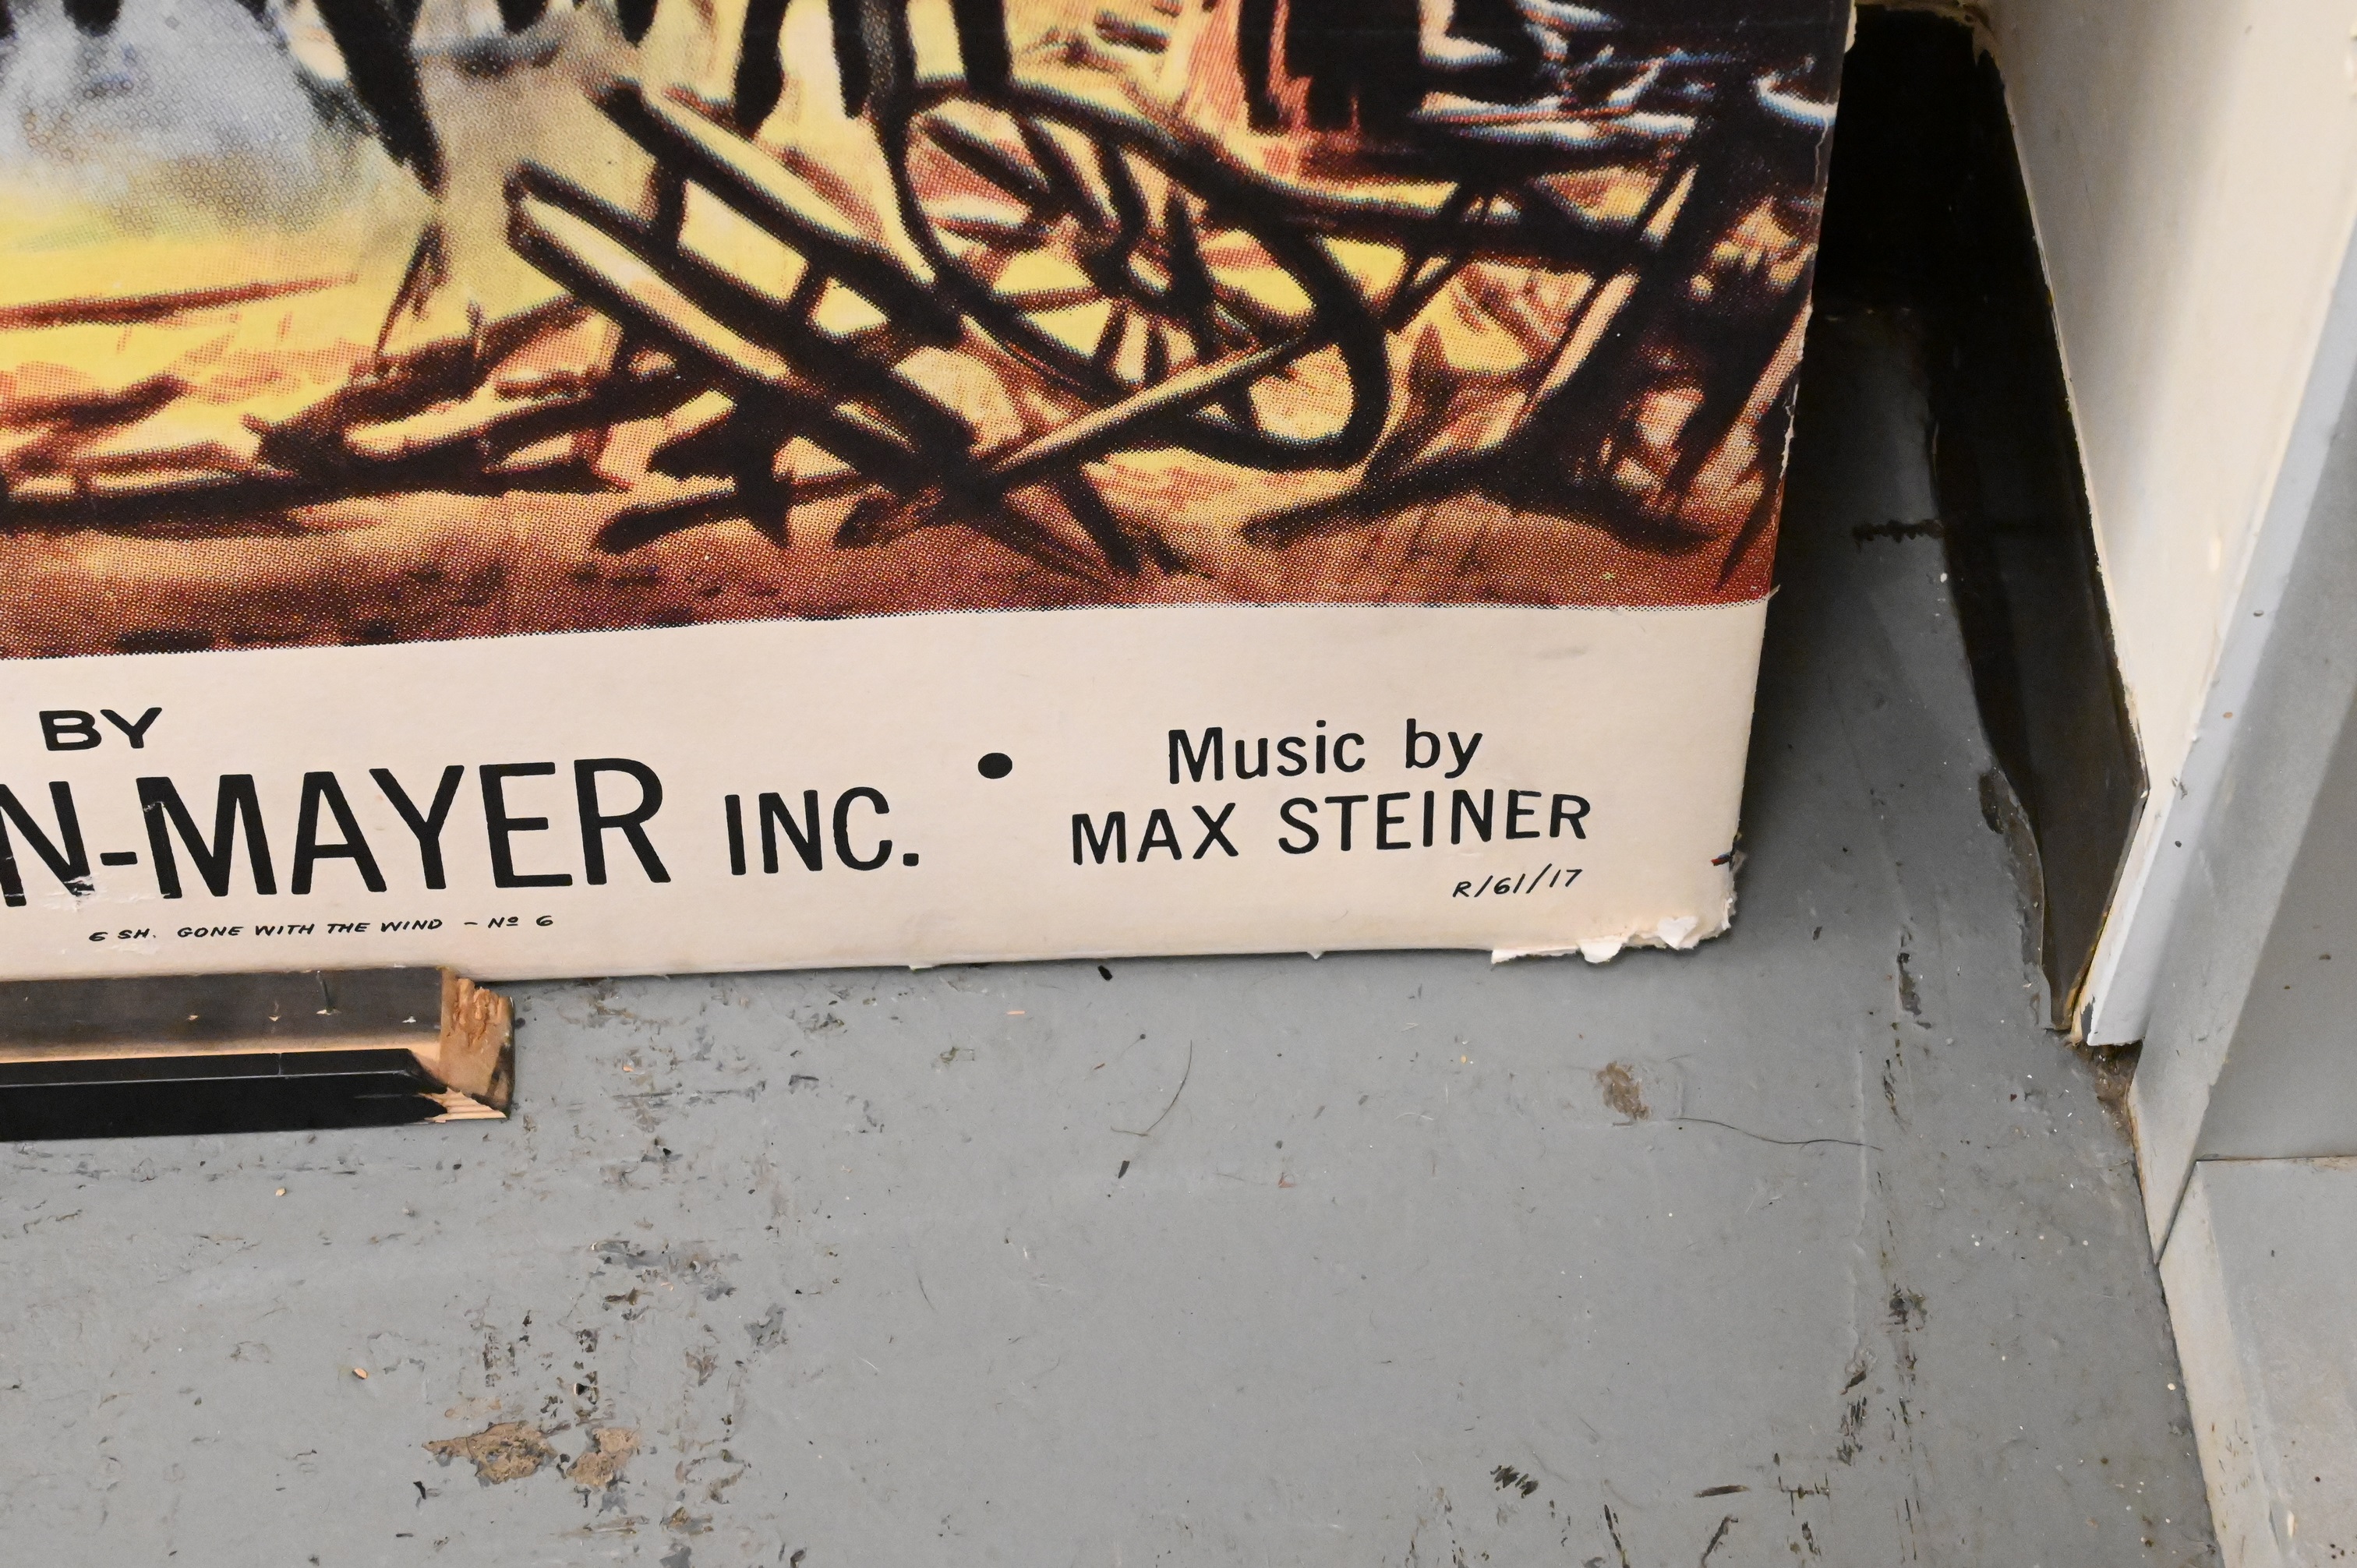 BY
N-MAYER INC. • Music by
MAX STEINER
R/61/17
6 SH. GONE WITH THE WIND - Nº 6